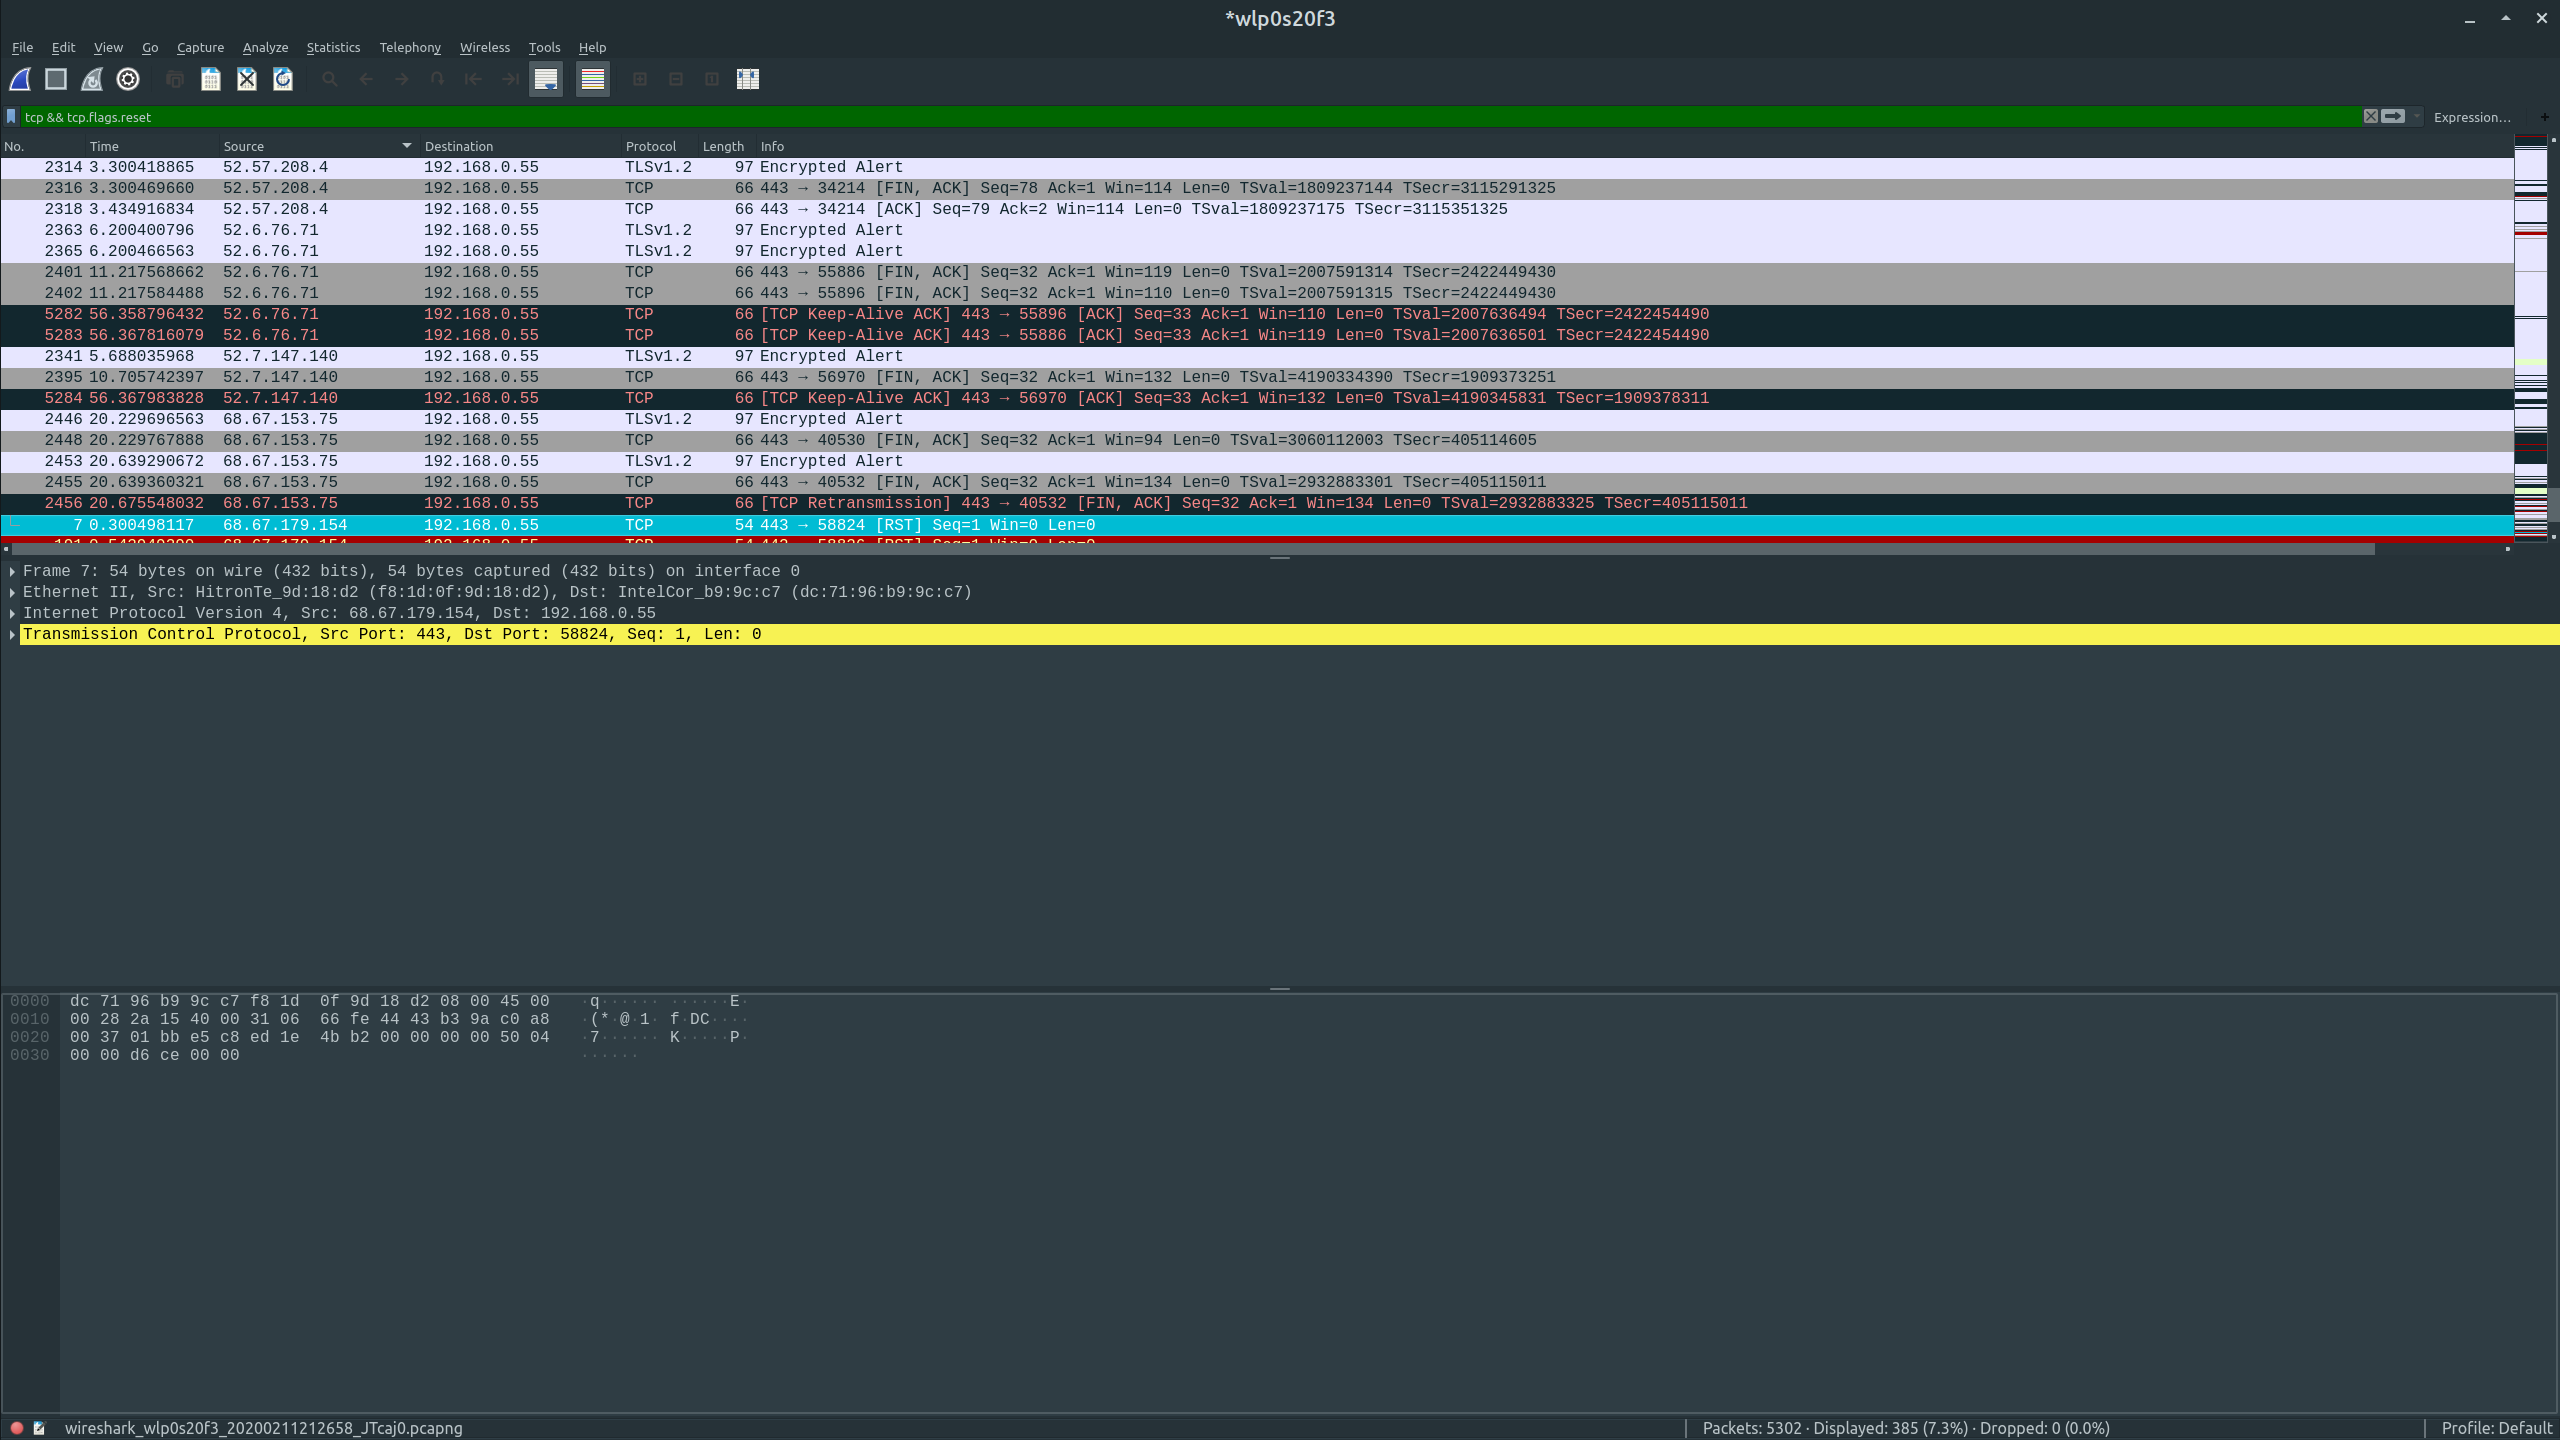 *wlp0s20f3
File Edit View Go Capture Analyze Statistics Telephony Wireless Tools Help
tcp && tcp.flags.reset Expression… +
No. Time Source Destination Protocol Length Info
2314 3.300418865 52.57.208.4 192.168.0.55 TLSv1.2 97 Encrypted Alert
2316 3.300469660 52.57.208.4 192.168.0.55 TCP 66 443 → 34214 [FIN, ACK] Seq=78 Ack=1 Win=114 Len=0 TSval=1809237144 TSecr=3115291325
2318 3.434916834 52.57.208.4 192.168.0.55 TCP 66 443 → 34214 [ACK] Seq=79 Ack=2 Win=114 Len=0 TSval=1809237175 TSecr=3115351325
2363 6.200400796 52.6.76.71 192.168.0.55 TLSv1.2 97 Encrypted Alert
2365 6.200466563 52.6.76.71 192.168.0.55 TLSv1.2 97 Encrypted Alert
2401 11.217568662 52.6.76.71 192.168.0.55 TCP 66 443 → 55886 [FIN, ACK] Seq=32 Ack=1 Win=119 Len=0 TSval=2007591314 TSecr=2422449430
2402 11.217584488 52.6.76.71 192.168.0.55 TCP 66 443 → 55896 [FIN, ACK] Seq=32 Ack=1 Win=110 Len=0 TSval=2007591315 TSecr=2422449430
5282 56.358796432 52.6.76.71 192.168.0.55 TCP 66 [TCP Keep-Alive ACK] 443 → 55896 [ACK] Seq=33 Ack=1 Win=110 Len=0 TSval=2007636494 TSecr=2422454490
5283 56.367816079 52.6.76.71 192.168.0.55 TCP 66 [TCP Keep-Alive ACK] 443 → 55886 [ACK] Seq=33 Ack=1 Win=119 Len=0 TSval=2007636501 TSecr=2422454490
2341 5.688035968 52.7.147.140 192.168.0.55 TLSv1.2 97 Encrypted Alert
2395 10.705742397 52.7.147.140 192.168.0.55 TCP 66 443 → 56970 [FIN, ACK] Seq=32 Ack=1 Win=132 Len=0 TSval=4190334390 TSecr=1909373251
5284 56.367983828 52.7.147.140 192.168.0.55 TCP 66 [TCP Keep-Alive ACK] 443 → 56970 [ACK] Seq=33 Ack=1 Win=132 Len=0 TSval=4190345831 TSecr=1909378311
2446 20.229696563 68.67.153.75 192.168.0.55 TLSv1.2 97 Encrypted Alert
2448 20.229767888 68.67.153.75 192.168.0.55 TCP 66 443 → 40530 [FIN, ACK] Seq=32 Ack=1 Win=94 Len=0 TSval=3060112003 TSecr=405114605
2453 20.639290672 68.67.153.75 192.168.0.55 TLSv1.2 97 Encrypted Alert
2455 20.639360321 68.67.153.75 192.168.0.55 TCP 66 443 → 40532 [FIN, ACK] Seq=32 Ack=1 Win=134 Len=0 TSval=2932883301 TSecr=405115011
2456 20.675548032 68.67.153.75 192.168.0.55 TCP 66 [TCP Retransmission] 443 → 40532 [FIN, ACK] Seq=32 Ack=1 Win=134 Len=0 TSval=2932883325 TSecr=405115011
7 0.300498117 68.67.179.154 192.168.0.55 TCP 54 443 → 58824 [RST] Seq=1 Win=0 Len=0
Frame 7: 54 bytes on wire (432 bits), 54 bytes captured (432 bits) on interface 0
Ethernet II, Src: HitronTe_9d:18:d2 (f8:1d:0f:9d:18:d2), Dst: IntelCor_b9:9c:c7 (dc:71:96:b9:9c:c7)
Internet Protocol Version 4, Src: 68.67.179.154, Dst: 192.168.0.55
Transmission Control Protocol, Src Port: 443, Dst Port: 58824, Seq: 1, Len: 0
0000 dc 71 96 b9 9c c7 f8 1d 0f 9d 18 d2 08 00 45 00 ·q······ ······E·
0010 00 28 2a 15 40 00 31 06 66 fe 44 43 b3 9a c0 a8 ·(*·@·1· f·DC····
0020 00 37 01 bb e5 c8 ed 1e 4b b2 00 00 00 00 50 04 ·7······ K·····P·
0030 00 00 d6 ce 00 00 ······
wireshark_wlp0s20f3_20200211212658_JTcaj0.pcapng Packets: 5302 · Displayed: 385 (7.3%) · Dropped: 0 (0.0%) Profile: Default